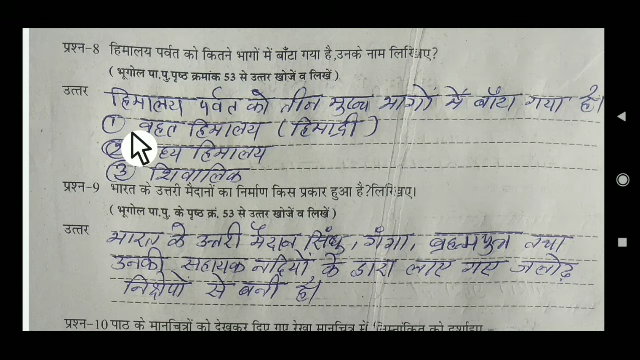 प्रश्न-8 हिमालय पर्वत को कितने भागों में बाँटा गया है,उनके नाम लिखिए?
( भूगोल पा.पु.पृष्ठ क्रमांक 53 से उत्तर खोजें व लिखें )
उत्तर हिमालय पर्वत को तीन मुख्य भागों में बाँटा गया है।
① वृहत हिमालय (हिमाद्री)
② मध्य हिमालय
③ शिवालिक
प्रश्न-9 भारत के उत्तरी मैदानों का निर्माण किस प्रकार हुआ है?लिखिए।
( भूगोल पा.पु. के पृष्ठ क्र. 53 से उत्तर खोजें व लिखें )
उत्तर भारत के उत्तरी मैदान सिंधु, गंगा, ब्रह्मपुत्र तथा
उनकी सहायक नदियों के द्वारा लाए गए जलोढ़
निक्षेपों से बनी है।
प्रश्न-10 पाठ के मानचित्रों को देखकर दिए गए रेखा मानचित्र में निम्नांकित को दर्शाइए -